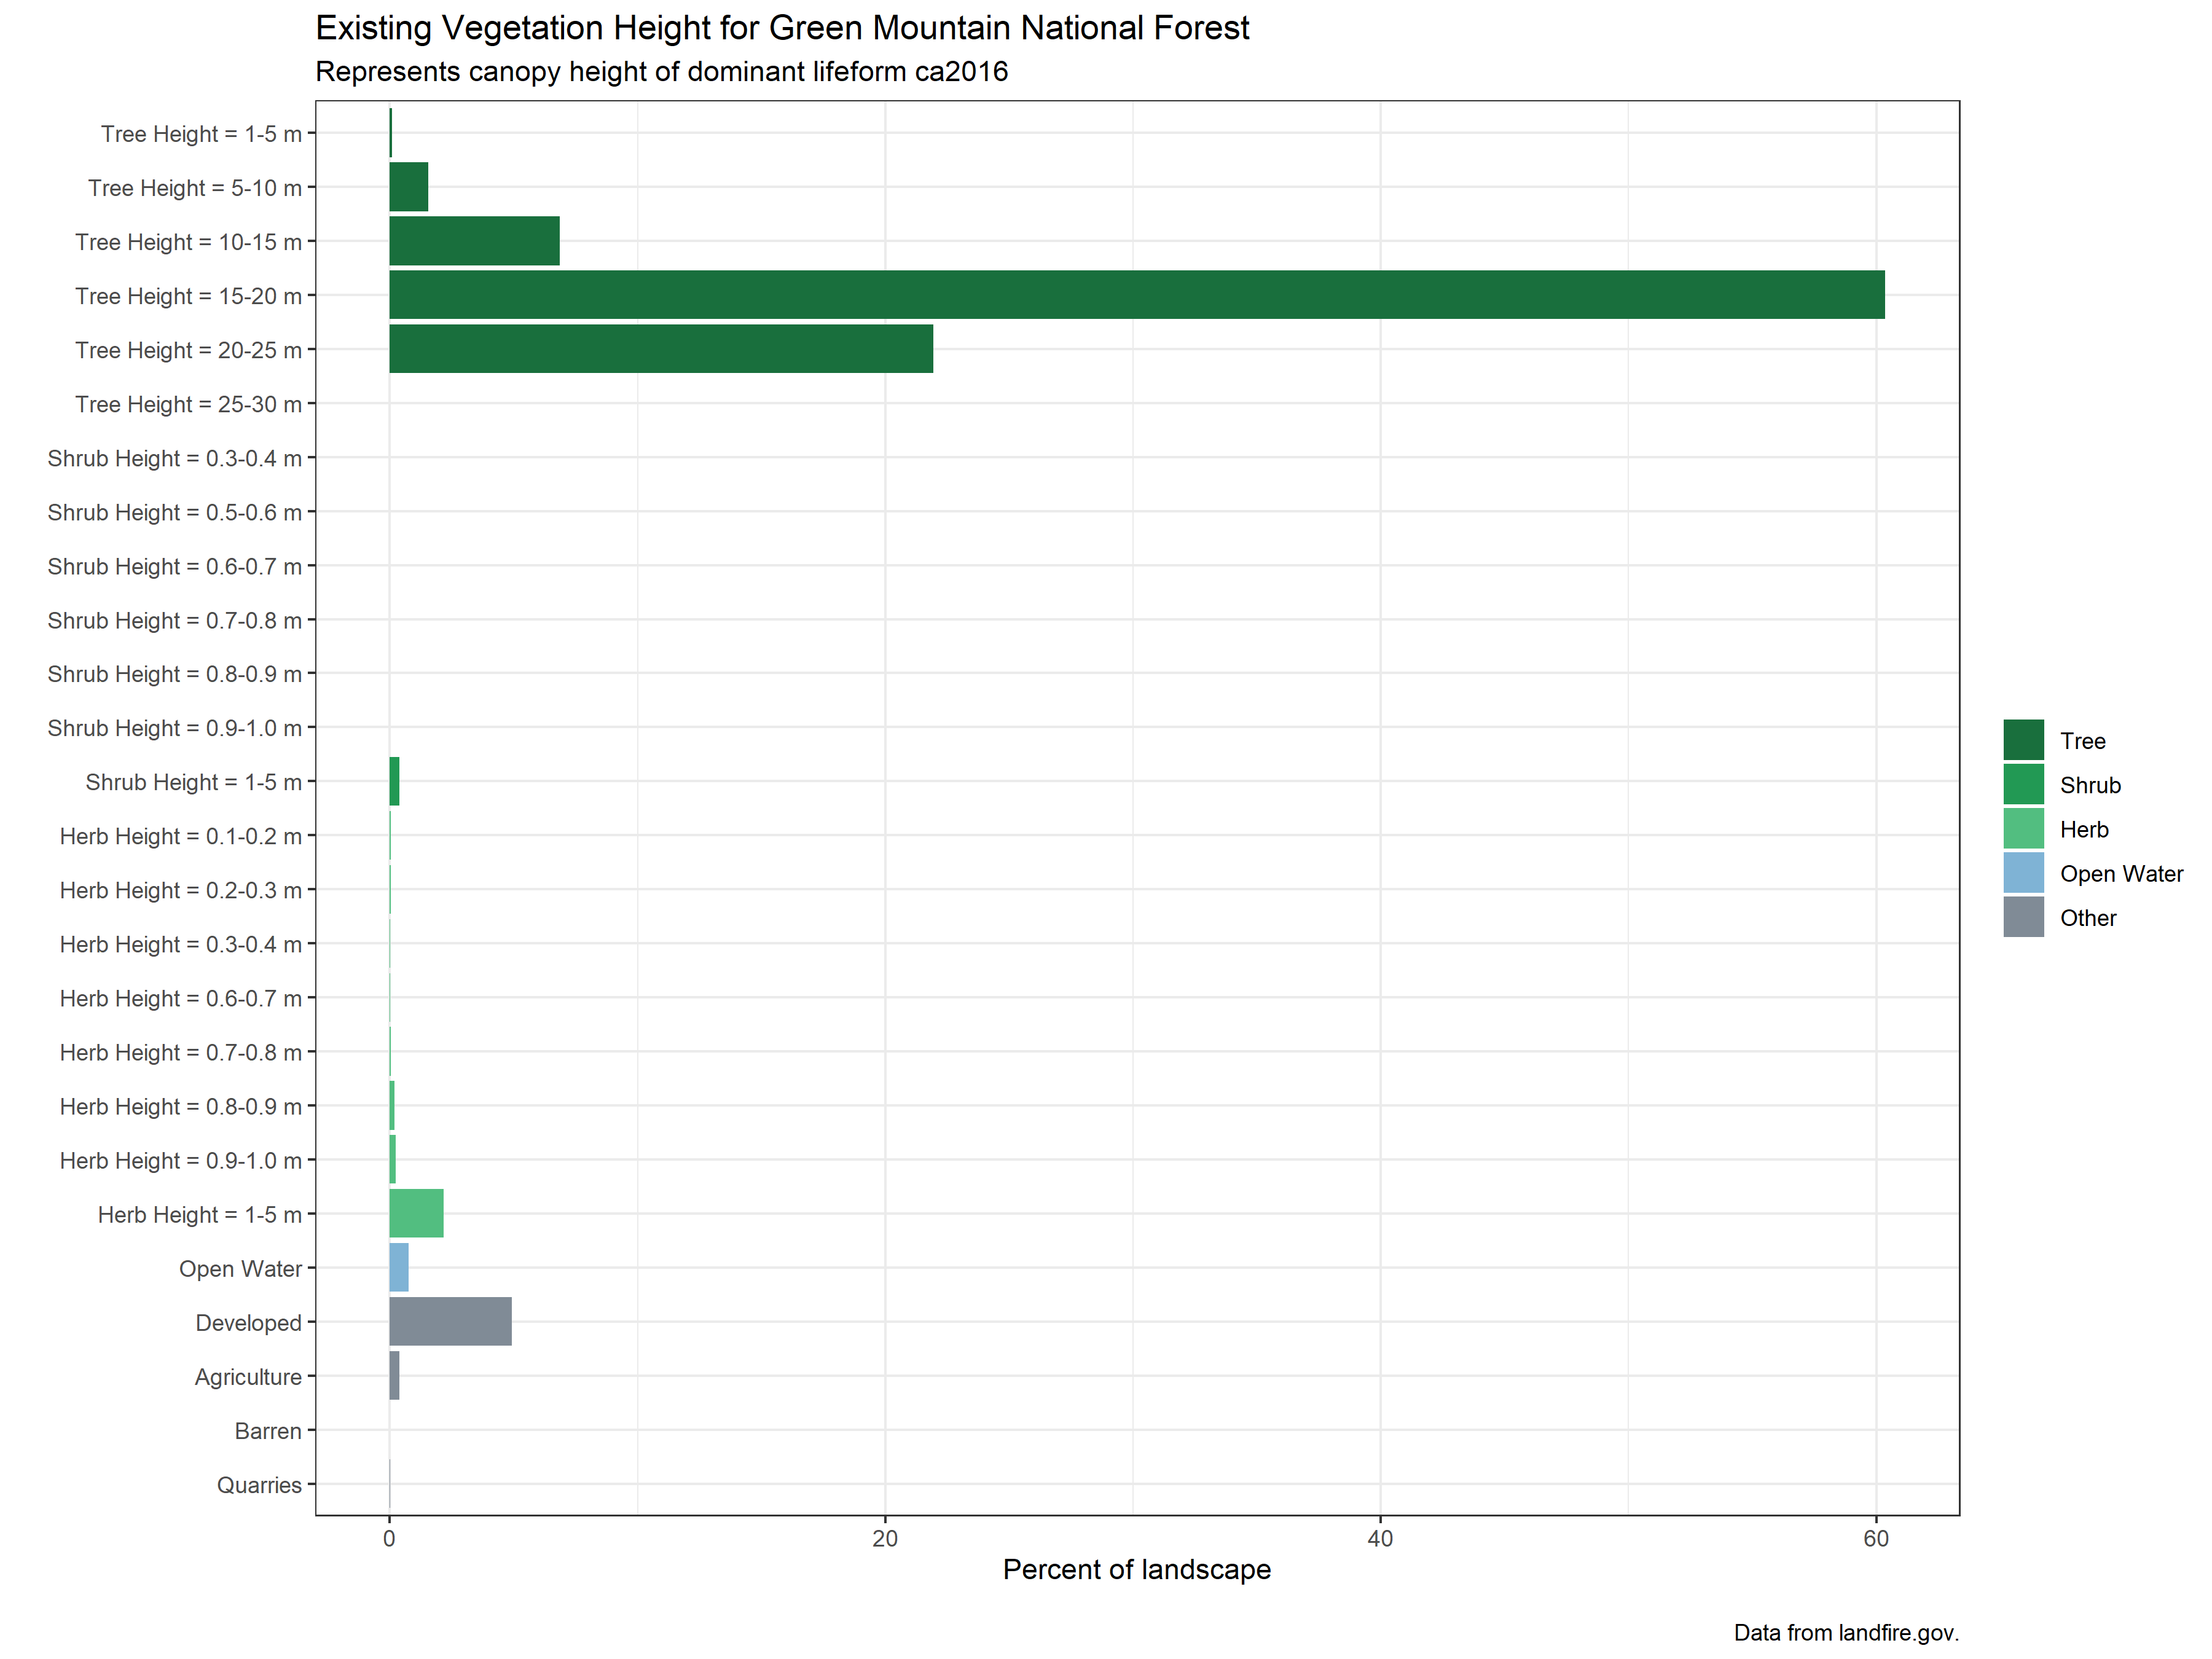 Existing Vegetation Height for Green Mountain National Forest
Represents canopy height of dominant lifeform ca2016
Tree Height = 1-5 m
Tree Height = 5-10 m
Tree Height = 10-15 m
Tree Height = 15-20 m
Tree Height = 20-25 m
Tree Height = 25-30 m
Shrub Height = 0.3-0.4 m
Shrub Height = 0.5-0.6 m
Shrub Height = 0.6-0.7 m
Shrub Height = 0.7-0.8 m
Shrub Height = 0.8-0.9 m
Shrub Height = 0.9-1.0 m
Shrub Height = 1-5 m
Herb Height = 0.1-0.2 m
Herb Height = 0.2-0.3 m
Herb Height = 0.3-0.4 m
Herb Height = 0.6-0.7 m
Herb Height = 0.7-0.8 m
Herb Height = 0.8-0.9 m
Herb Height = 0.9-1.0 m
Herb Height = 1-5 m
Open Water
Developed
Agriculture
Barren
Quarries
0 20 40 60
Percent of landscape
Tree
Shrub
Herb
Open Water
Other
Data from landfire.gov.